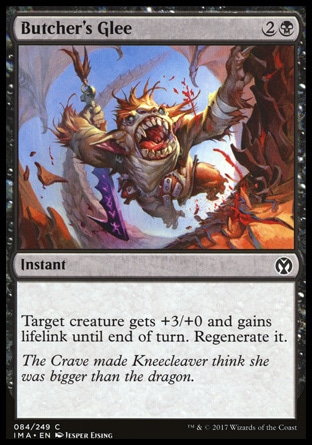 Butcher's Glee 2
Instant
Target creature gets +3/+0 and gains
lifelink until end of turn. Regenerate it.
The Crave made Kneecleaver think she
was bigger than the dragon.
084/249 C
IMA • EN Jesper Ejsing
™ & © 2017 Wizards of the Coast